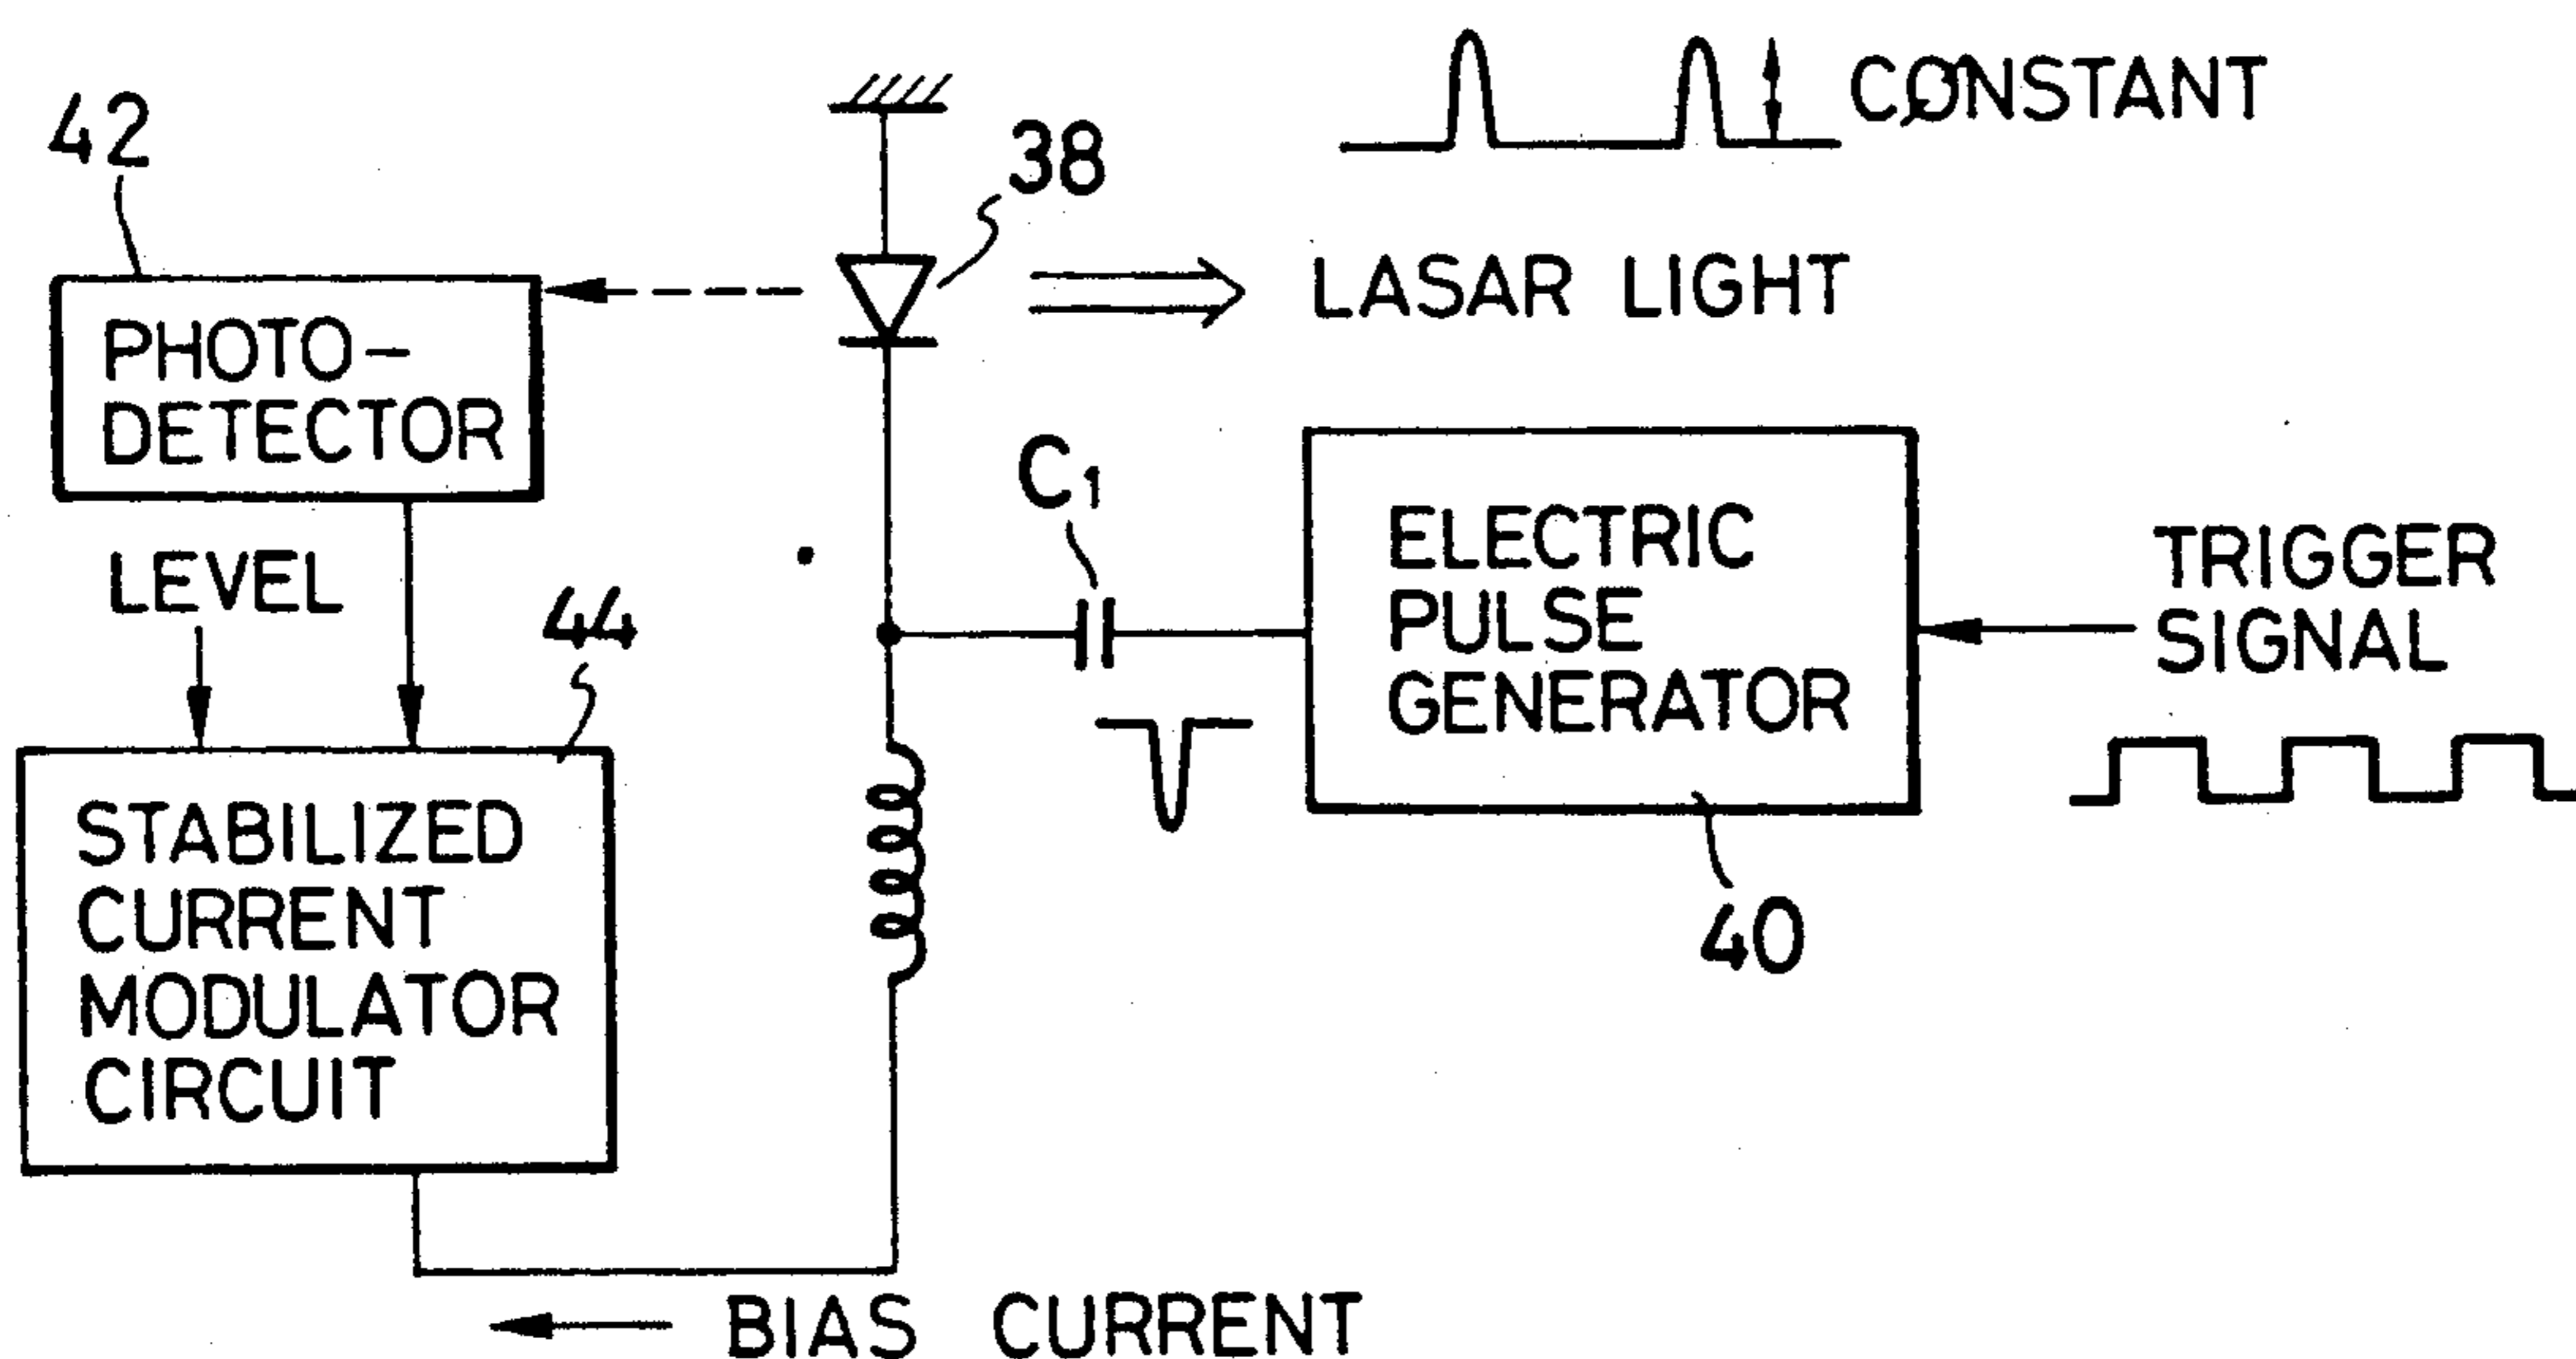 CONSTANT
42
38
LASAR LIGHT
PHOTO-
DETECTOR
C1
LEVEL
44
ELECTRIC
PULSE
GENERATOR
TRIGGER
SIGNAL
STABILIZED
CURRENT
MODULATOR
CIRCUIT
40
BIAS CURRENT